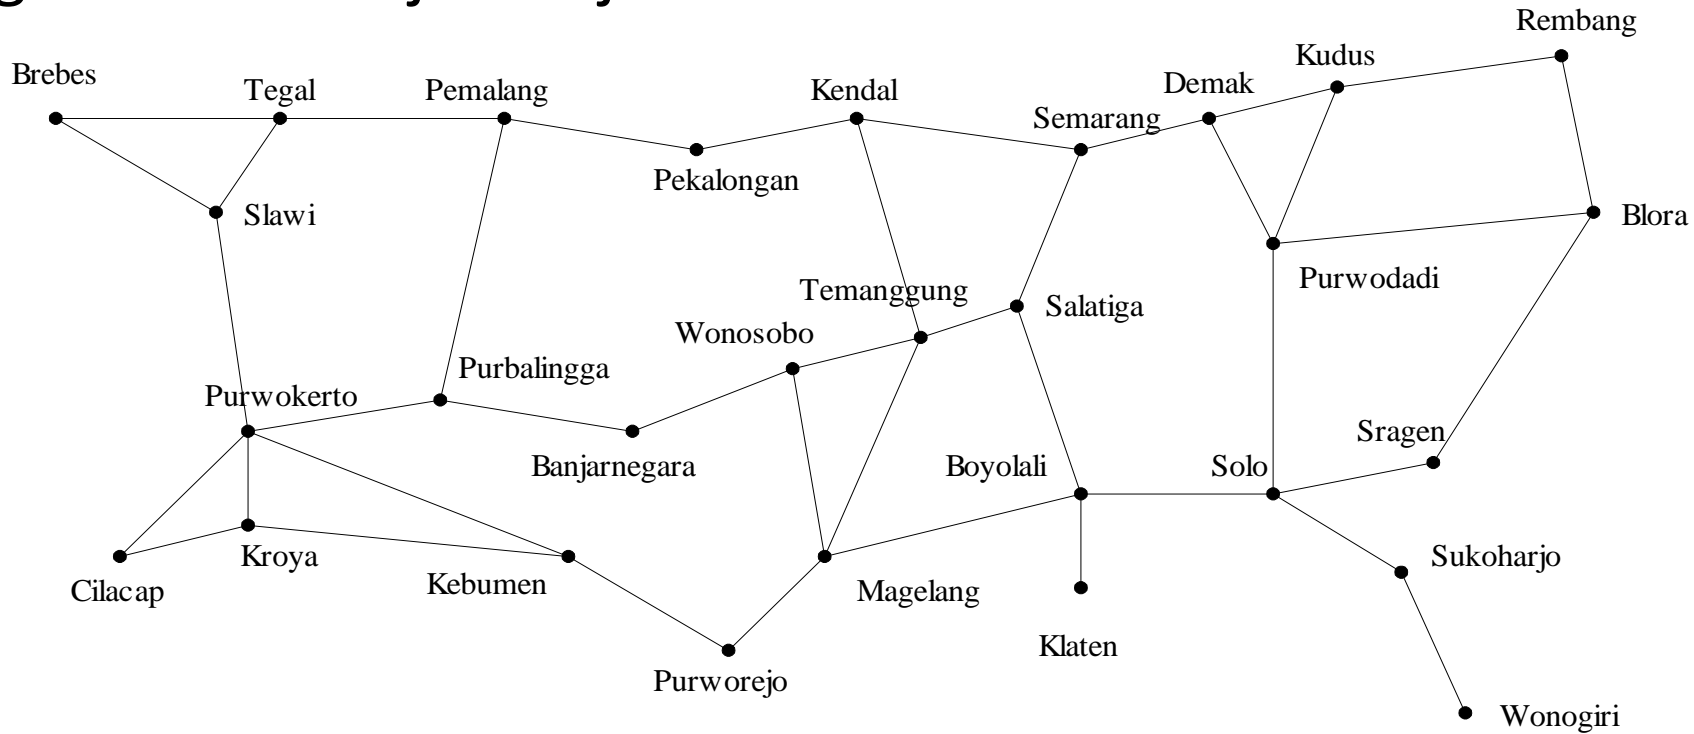 Rembang
Kudus
Brebes
Demak
Tegal
Pemalang
Kendal
Semarang
Pekalongan
Slawi
Blora
Purwodadi
Temanggung
Salatiga
Wonosobo
Purbalingga
Purwokerto
Sragen
Banjarnegara
Boyolali
Solo
Kroya
Sukoharjo
Cilacap
Kebumen
Magelang
Klaten
Purworejo
Wonogiri